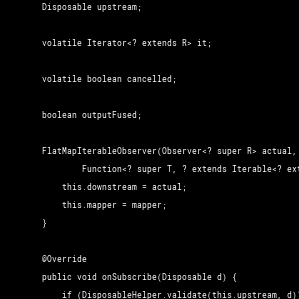 Disposable upstream;
volatile Iterator<? extends R> it;
volatile boolean cancelled;
boolean outputFused;
FlatMapIterableObserver(Observer<? super R> actual,
Function<? super T, ? extends Iterable<? ext
this.downstream = actual;
this.mapper = mapper;
}
@Override
public void onSubscribe(Disposable d) {
if (DisposableHelper.validate(this.upstream, d)